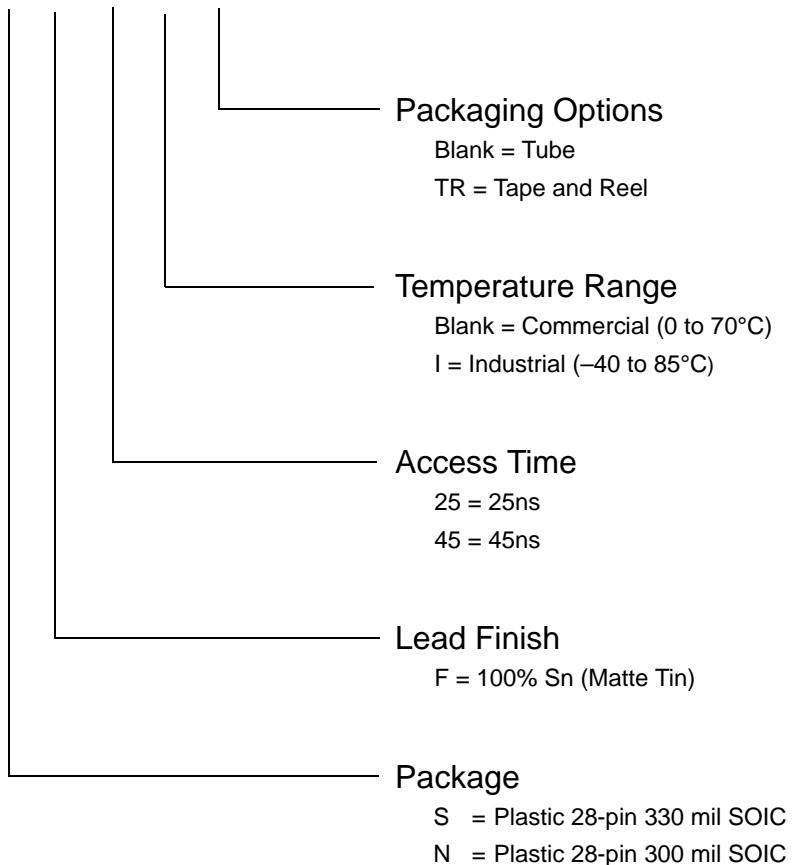 Packaging Options
Blank = Tube
TR = Tape and Reel
Temperature Range
Blank = Commercial (0 to 70°C)
I = Industrial (–40 to 85°C)
Access Time
25 = 25ns
45 = 45ns
Lead Finish
F = 100% Sn (Matte Tin)
Package
S = Plastic 28-pin 330 mil SOIC
N = Plastic 28-pin 300 mil SOIC